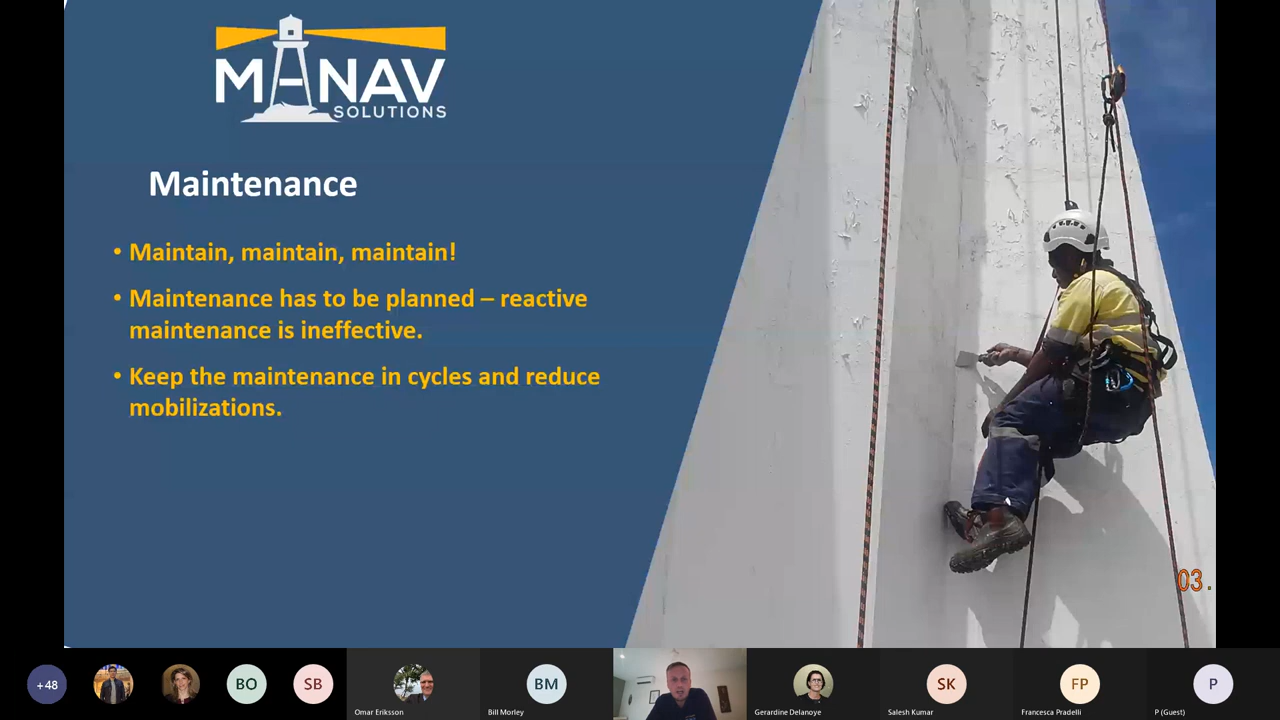 MANAV
SOLUTIONS
Maintenance
• Maintain, maintain, maintain!
• Maintenance has to be planned – reactive
maintenance is ineffective.
• Keep the maintenance in cycles and reduce
mobilizations.
03.
+48
BO
SB
Omar Eriksson
BM
Bill Morley
Gerardine Delanoye
SK
Salesh Kumar
FP
Francesca Pradelli
P
P (Guest)